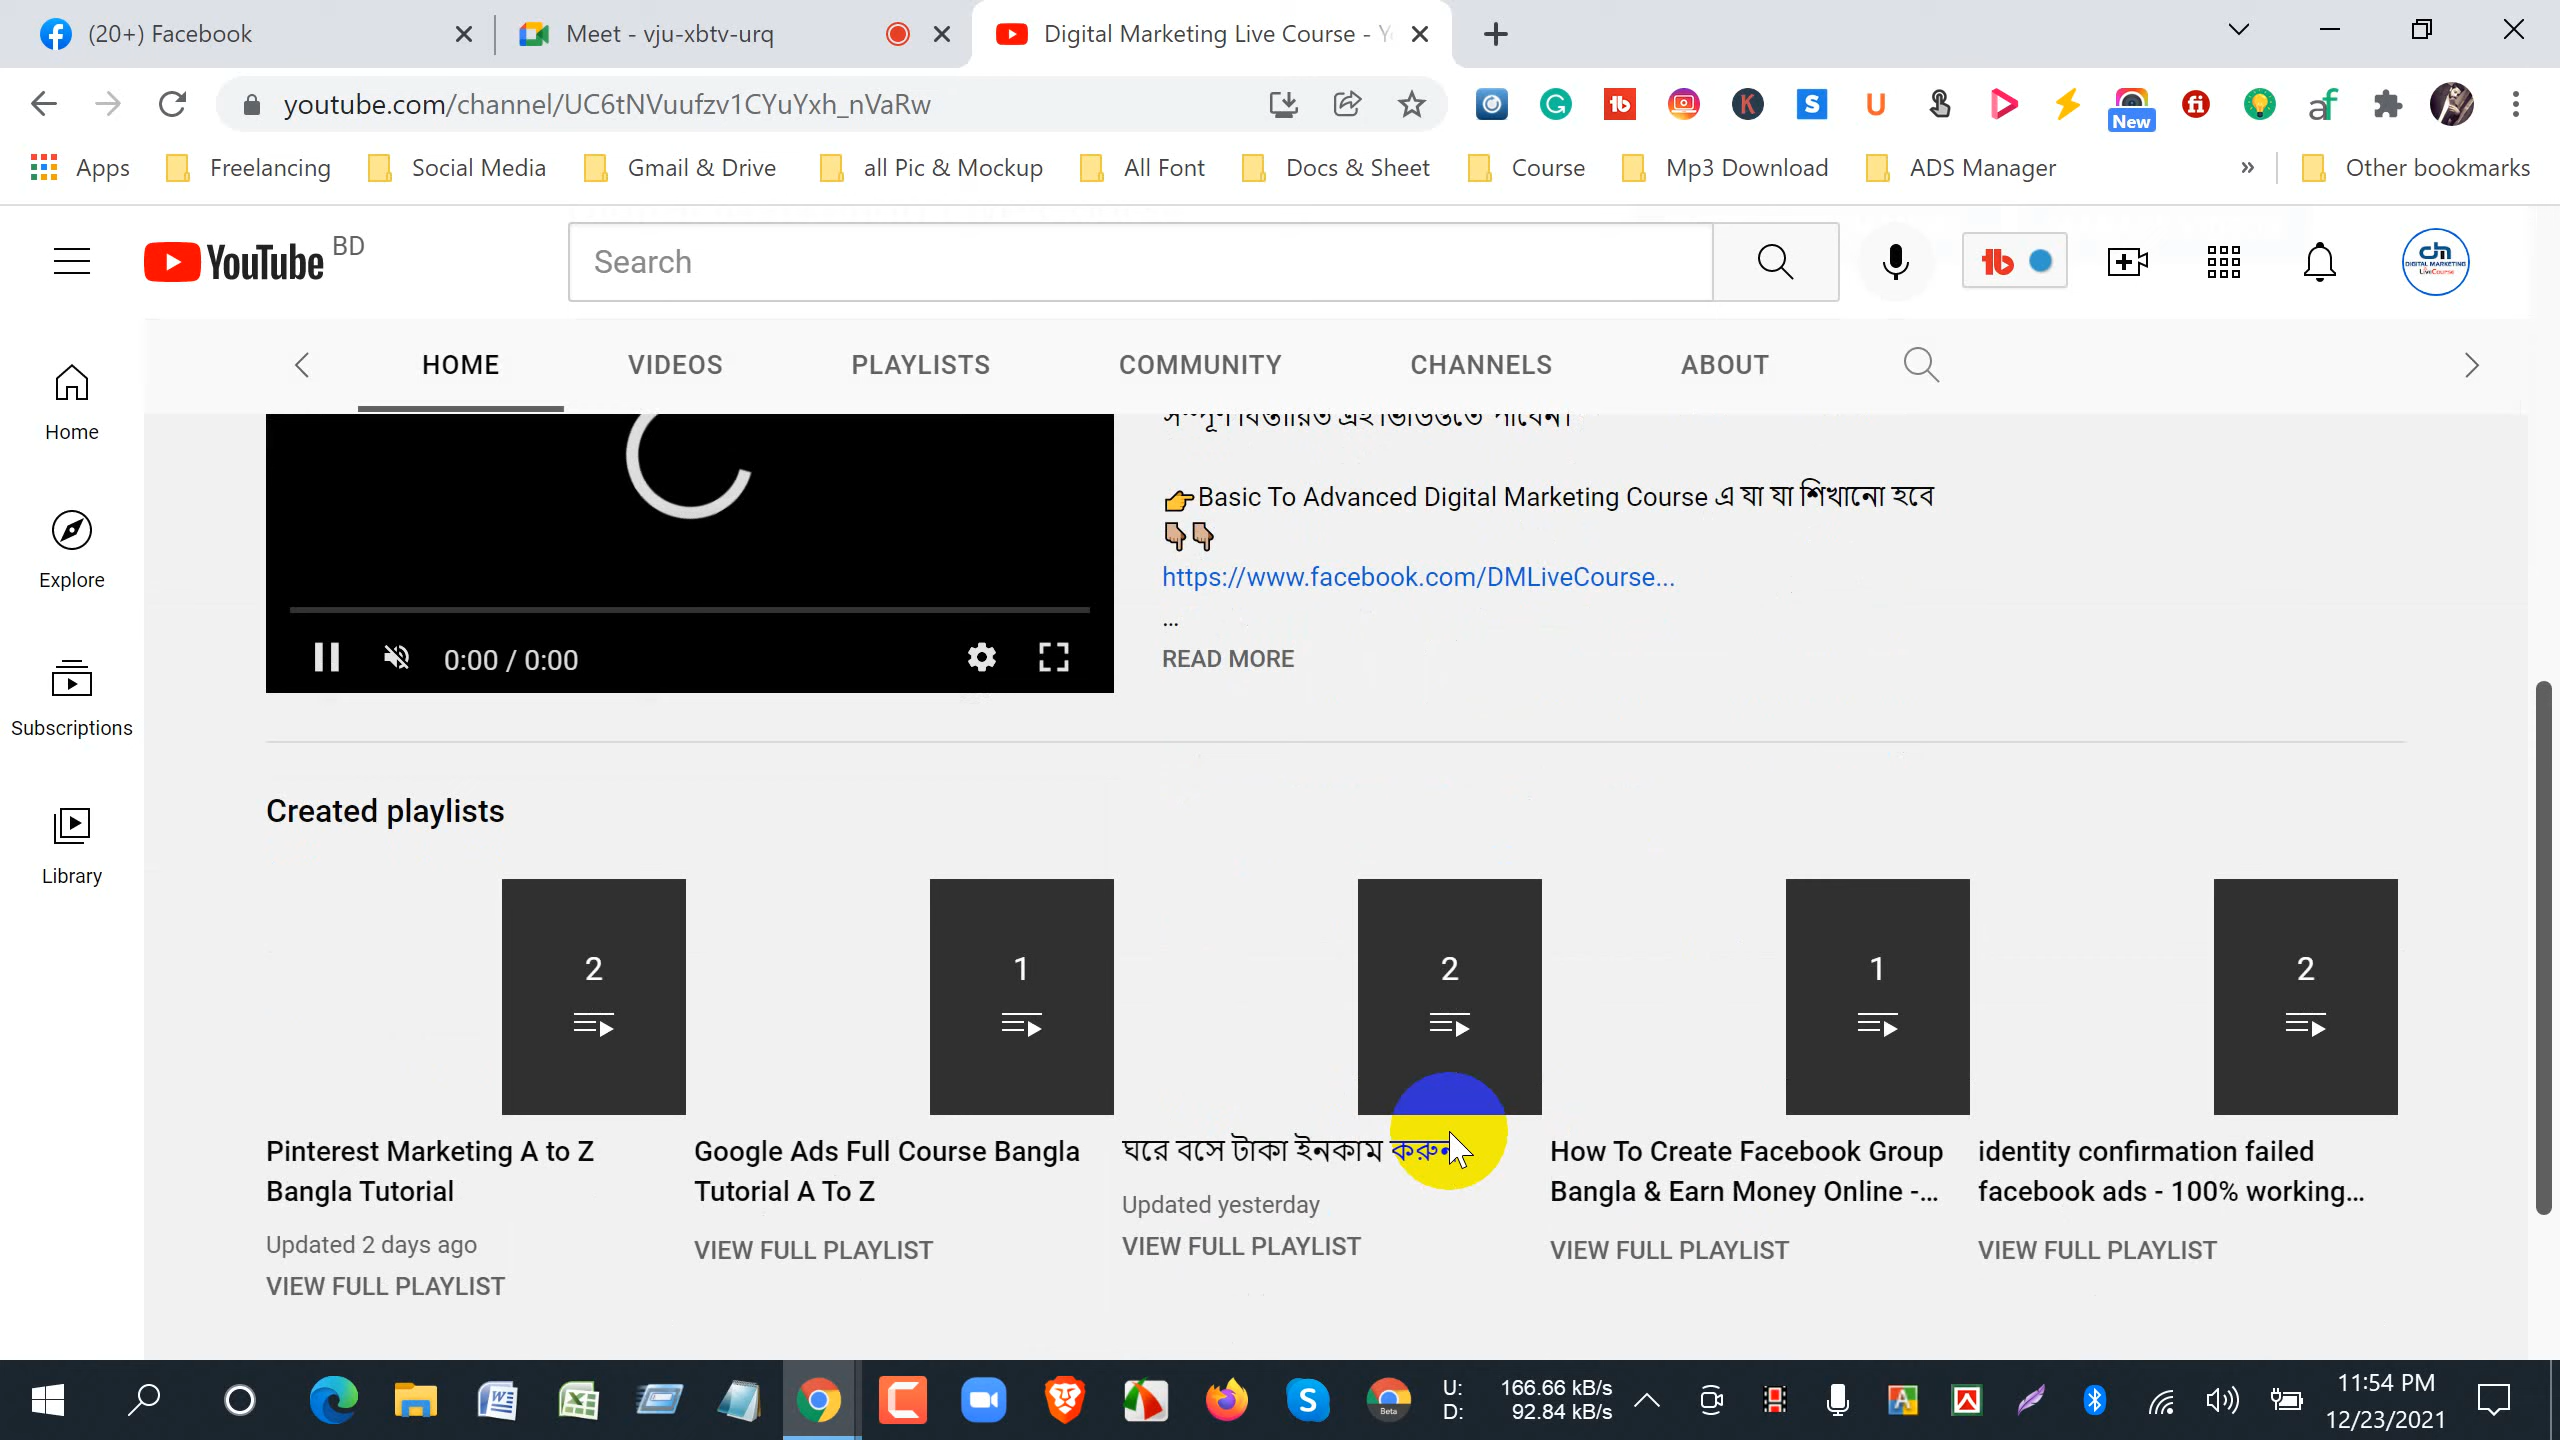 (20+) Facebook
Meet - vju-xbtv-urq
Digital Marketing Live Course - Y
youtube.com/channel/UC6tNVuufzv1CYuYxh_nVaRw
New
Apps
Freelancing
Social Media
Gmail & Drive
all Pic & Mockup
All Font
Docs & Sheet
Course
Mp3 Download
ADS Manager
»
Other bookmarks
YouTube BD
Search
DIGITAL MARKETING
LiveCourse
HOME
VIDEOS
PLAYLISTS
COMMUNITY
CHANNELS
ABOUT
Home
Explore
Subscriptions
Library
👉Basic To Advanced Digital Marketing Course এ যা যা শিখানো হবে
👇🏼👇🏼
https://www.facebook.com/DMLiveCourse...
...
READ MORE
0:00 / 0:00
Created playlists
2
1
2
1
2
Pinterest Marketing A to Z
Bangla Tutorial
Updated 2 days ago
VIEW FULL PLAYLIST
Google Ads Full Course Bangla
Tutorial A To Z
VIEW FULL PLAYLIST
ঘরে বসে টাকা ইনকাম করুন
Updated yesterday
VIEW FULL PLAYLIST
How To Create Facebook Group
Bangla & Earn Money Online -...
VIEW FULL PLAYLIST
identity confirmation failed
facebook ads - 100% working...
VIEW FULL PLAYLIST
Beta
U: 166.66 kB/s
D: 92.84 kB/s
11:54 PM
12/23/2021